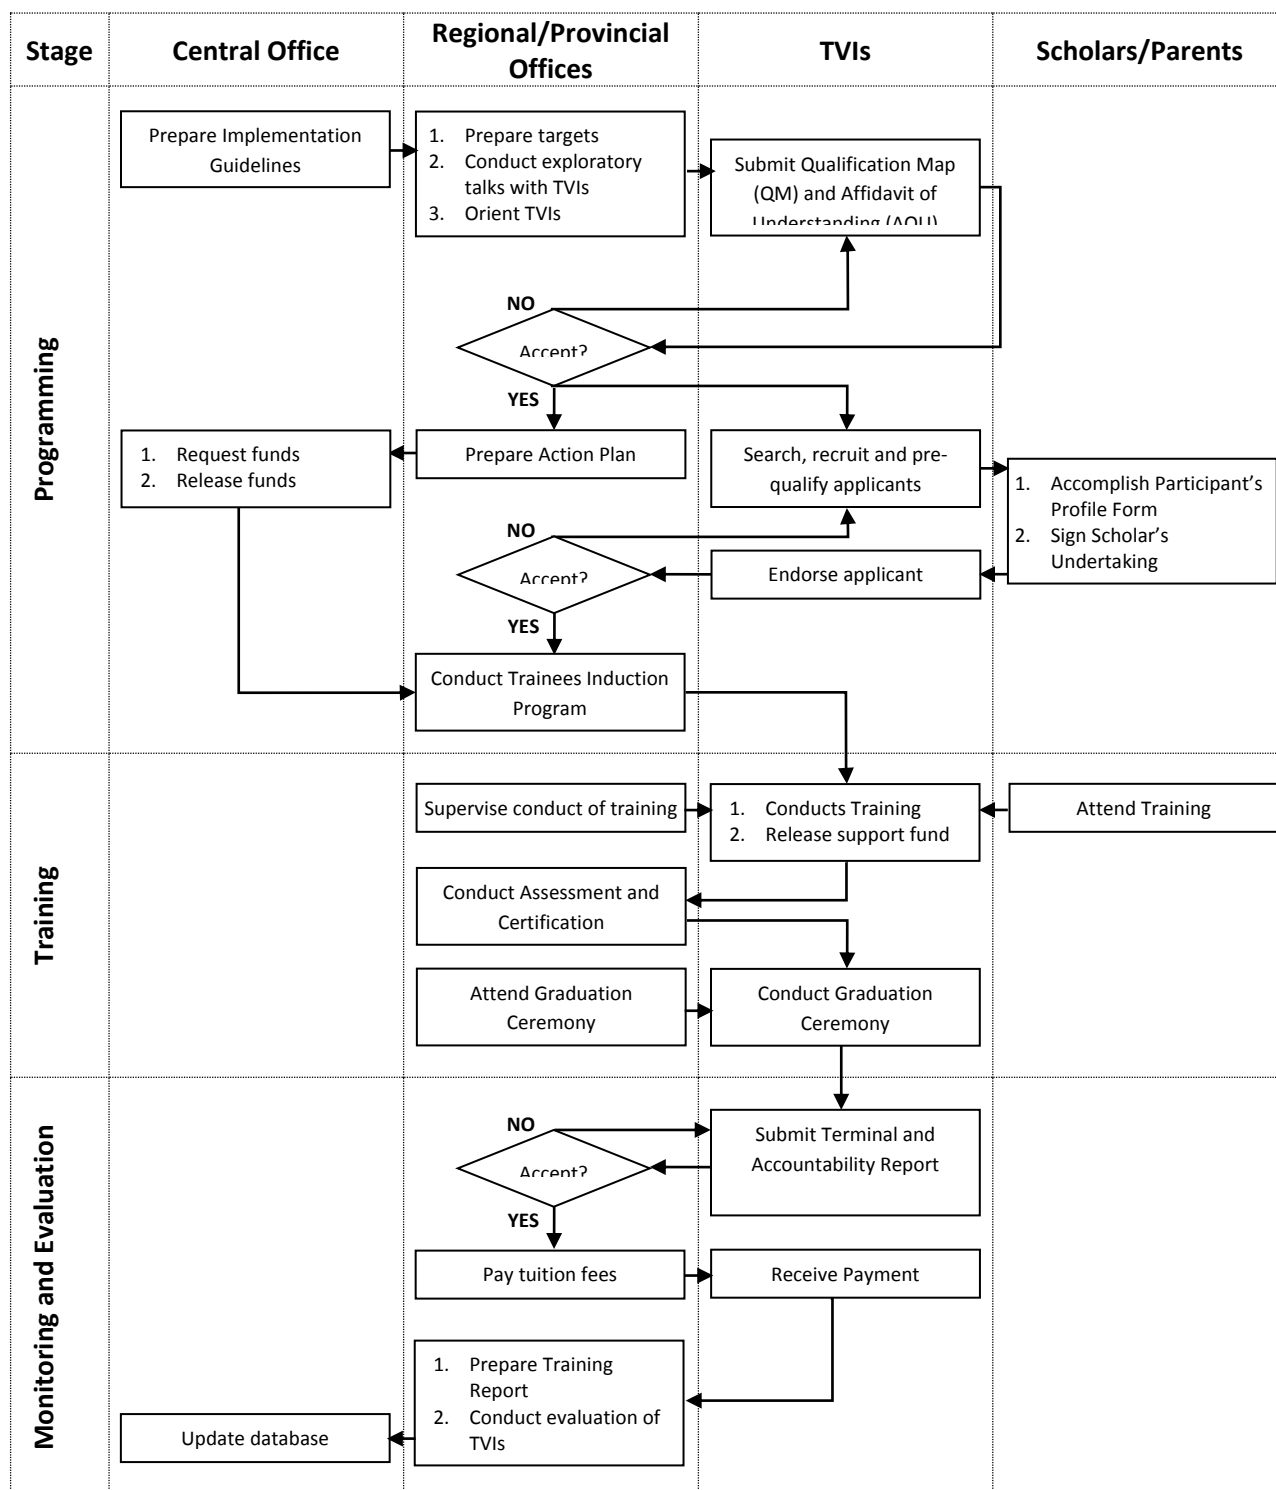 Stage
Central Office
Regional/Provincial
Offices
TVIs
Scholars/Parents
Programming
Prepare Implementation
Guidelines
1. Prepare targets
2. Conduct exploratory
talks with TVIs
3. Orient TVIs
Submit Qualification Map
(QM) and Affidavit of
Understanding (AOU)
NO
Accept?
YES
1. Request funds
2. Release funds
Prepare Action Plan
Search, recruit and pre-
qualify applicants
1. Accomplish Participant’s
Profile Form
2. Sign Scholar’s
Undertaking
NO
Accept?
Endorse applicant
YES
Conduct Trainees Induction
Program
Training
Supervise conduct of training
1. Conducts Training
2. Release support fund
Attend Training
Conduct Assessment and
Certification
Attend Graduation
Ceremony
Conduct Graduation
Ceremony
Monitoring and Evaluation
NO
Accept?
Submit Terminal and
Accountability Report
YES
Pay tuition fees
Receive Payment
1. Prepare Training
Report
2. Conduct evaluation of
TVIs
Update database